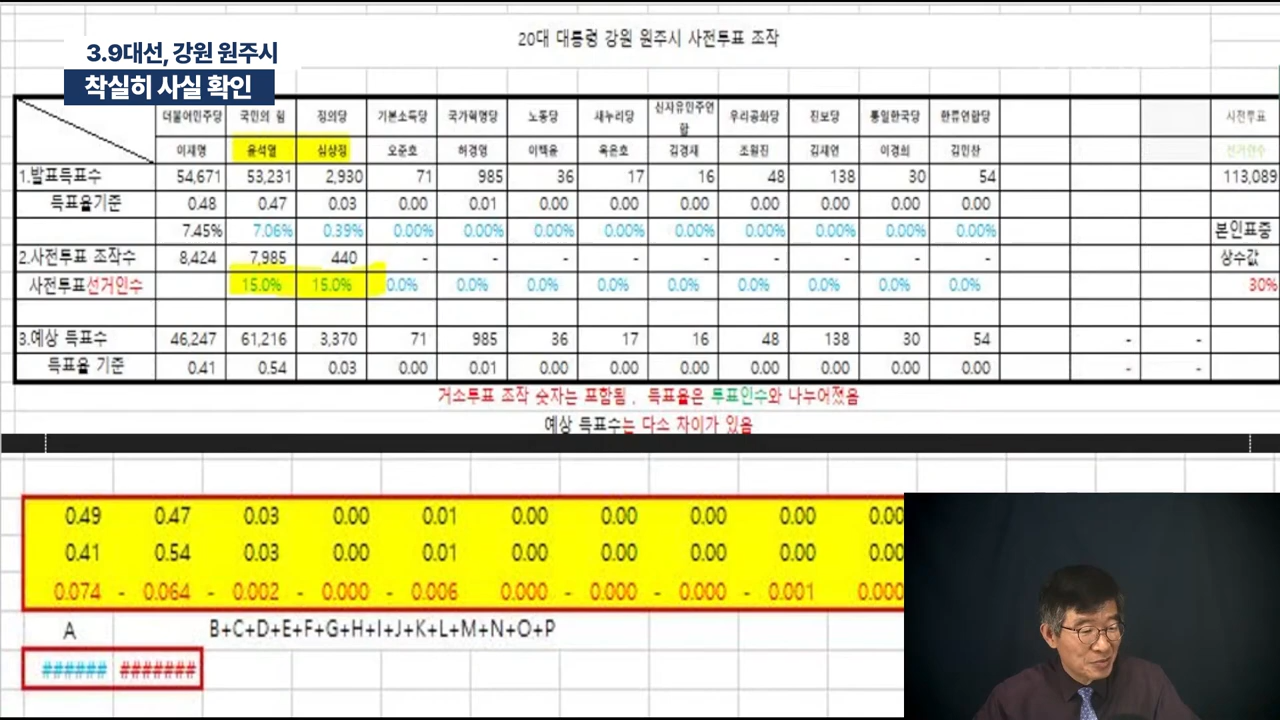 20대 대통령 강원 원주시 사전투표 조작
3.9대선, 강원 원주시
착실히 사실 확인
더불어민주당 국민의 힘 정의당 기본소득당 국가혁명당 노동당 새누리당 신자유민주연합 우리공화당 진보당 통일한국당 한류연합당 사전투표
이재명 윤석열 심상정 오준호 허경영 이백윤 옥은호 김경재 조원진 김재연 이경희 김민찬 선거인수
1.발표득표수 54,671 53,231 2,930 71 985 36 17 16 48 138 30 54 113,089
득표율기준 0.48 0.47 0.03 0.00 0.01 0.00 0.00 0.00 0.00 0.00 0.00 0.00
7.45% 7.06% 0.39% 0.00% 0.00% 0.00% 0.00% 0.00% 0.00% 0.00% 0.00% 0.00% 본인표중
2.사전투표 조작수 8,424 7,985 440 - - - - - - - - - 상수값
사전투표선거인수 15.0% 15.0% 0.0% 0.0% 0.0% 0.0% 0.0% 0.0% 0.0% 0.0% 0.0% 30%
3.예상 득표수 46,247 61,216 3,370 71 985 36 17 16 48 138 30 54 - -
득표율 기준 0.41 0.54 0.03 0.00 0.01 0.00 0.00 0.00 0.00 0.00 0.00 0.00 - -
거소투표 조작 숫자는 포함됨 . 득표율은 투표인수와 나누어졌음
예상 득표수는 다소 차이가 있음
0.49 0.47 0.03 0.00 0.01 0.00 0.00 0.00 0.00 0.00
0.41 0.54 0.03 0.00 0.01 0.00 0.00 0.00 0.00 0.00
0.074 - 0.064 - 0.002 - 0.000 - 0.006 0.000 - 0.000 - 0.000 - 0.001 0.000
A B+C+D+E+F+G+H+I+J+K+L+M+N+O+P
###### #######